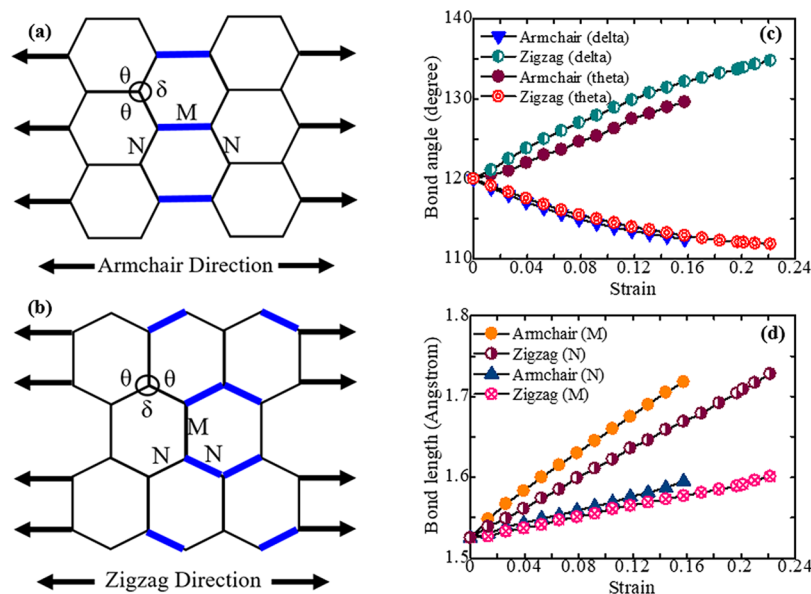 (a)
θ
δ
θ
M
N
N
Armchair Direction
(b)
θ
θ
δ
M
N
N
Zigzag Direction
(c)
Armchair (delta)
Zigzag (delta)
Armchair (theta)
Zigzag (theta)
Bond angle (degree)
140
130
120
110
0
0.04
0.08
0.12
0.16
0.2
0.24
Strain
(d)
Armchair (M)
Zigzag (N)
Armchair (N)
Zigzag (M)
Bond length (Angstrom)
1.8
1.7
1.6
1.5
0
0.04
0.08
0.12
0.16
0.2
0.24
Strain